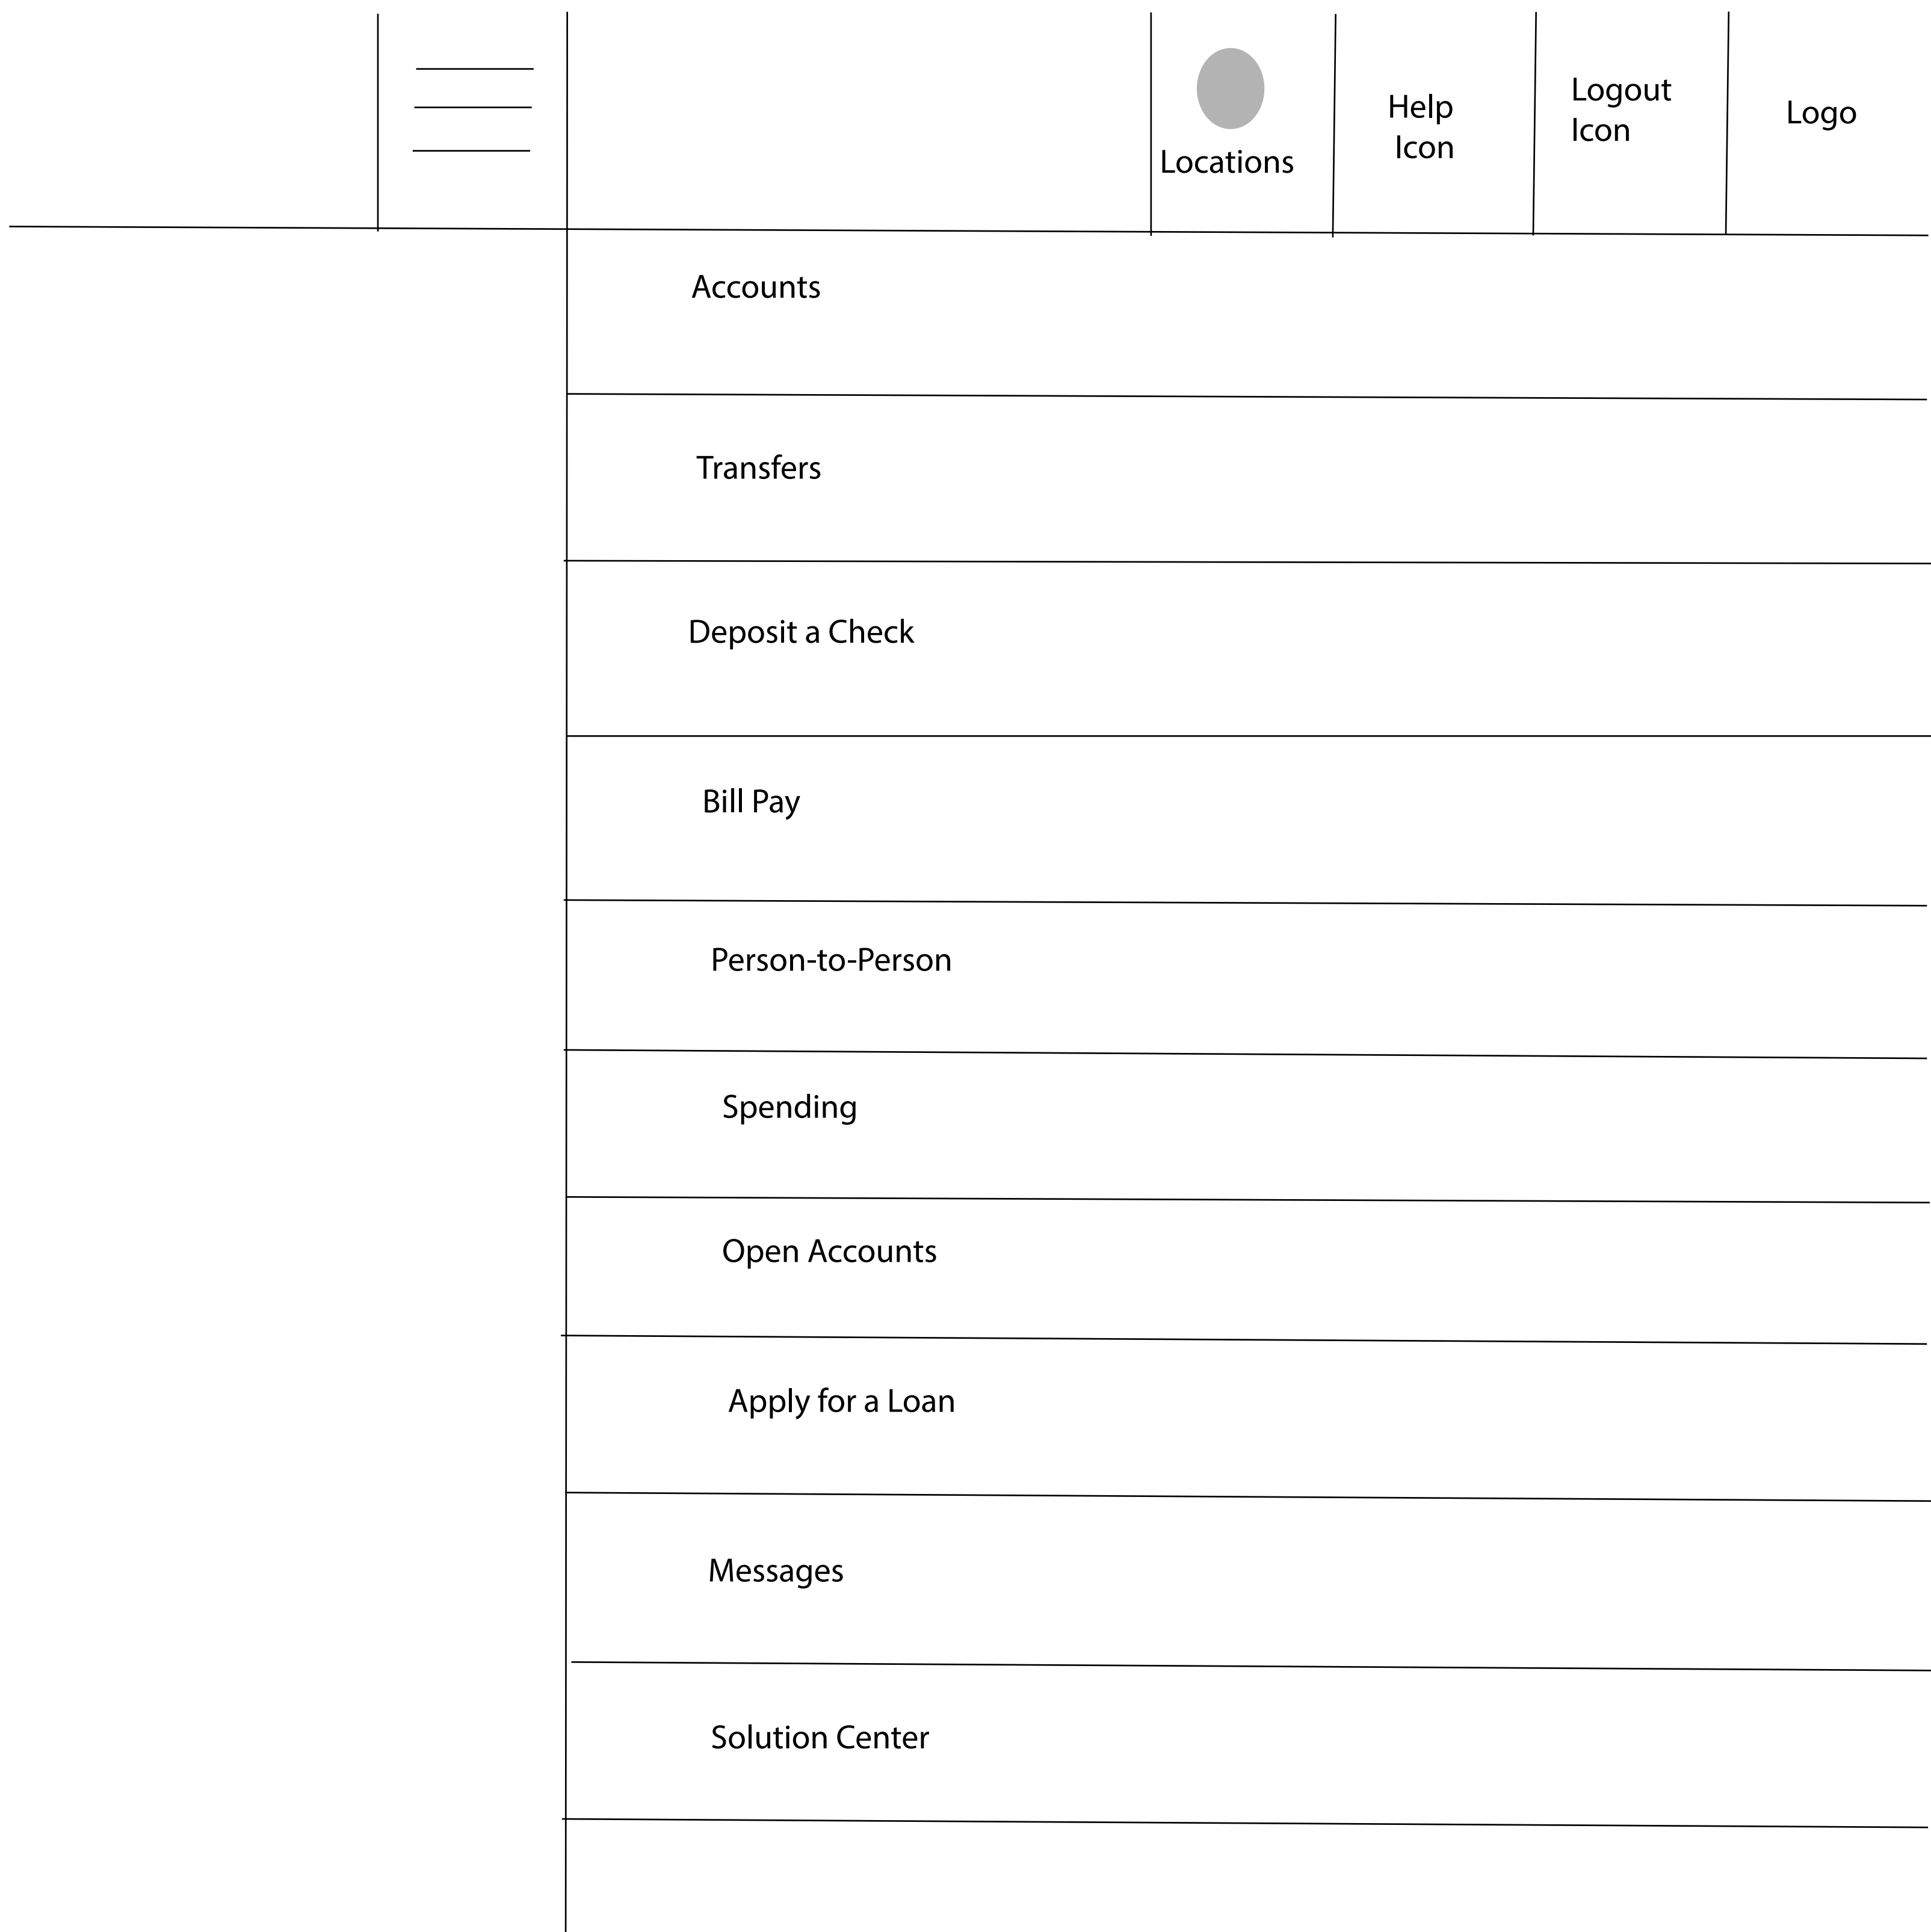 Locations
Help
Icon
Logout
Icon
Logo
Accounts
Transfers
Deposit a Check
Bill Pay
Person-to-Person
Spending
Open Accounts
Apply for a Loan
Messages
Solution Center